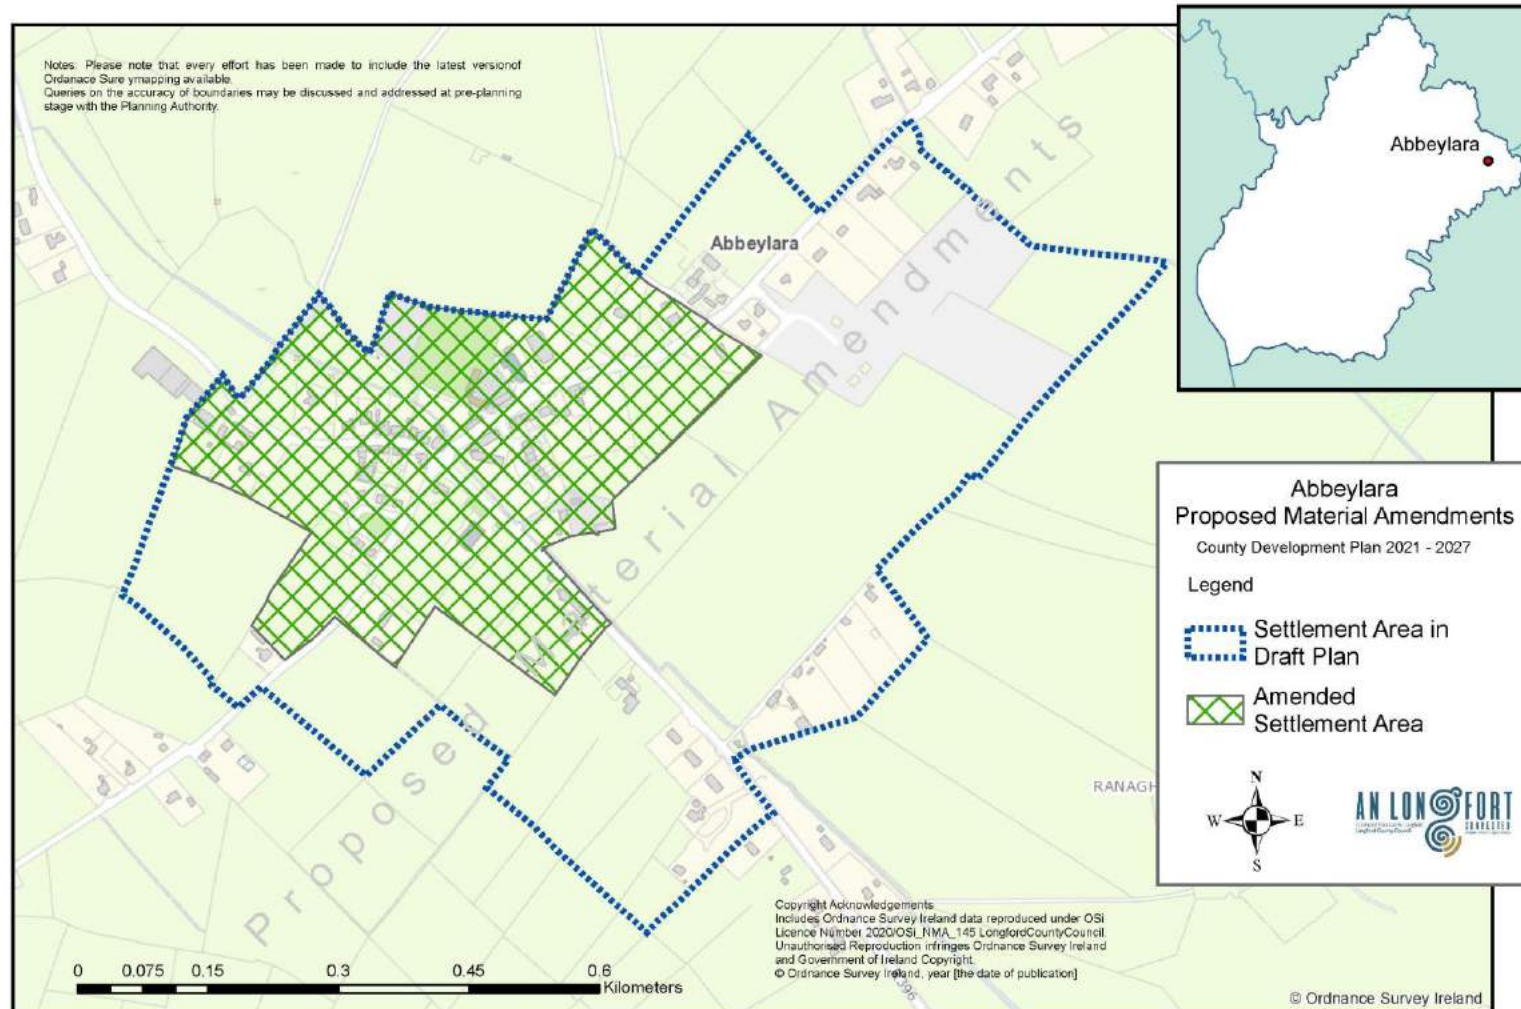 Notes: Please note that every effort has been made to include the latest versionof
Ordanace Sure ymapping available.
Queries on the accuracy of boundaries may be discussed and addressed at pre-planning
stage with the Planning Authority.
Abbeylara
Abbeylara
Proposed Material Amendments
Abbeylara
Proposed Material Amendments
County Development Plan 2021 - 2027
Legend
Settlement Area in
Draft Plan
Amended
Settlement Area
N
W E
S
AN LONGFORT
CONNECTED
Longford County Council
RANAGH
Copyright Acknowledgements
Includes Ordnance Survey Ireland data reproduced under OSi
Licence Number 2020/OSi_NMA_145 LongfordCountyCouncil.
Unauthorised Reproduction infringes Ordnance Survey Ireland
and Government of Ireland Copyright.
© Ordnance Survey Ireland, year [the date of publication]
0 0.075 0.15 0.3 0.45 0.6
Kilometers
© Ordnance Survey Ireland